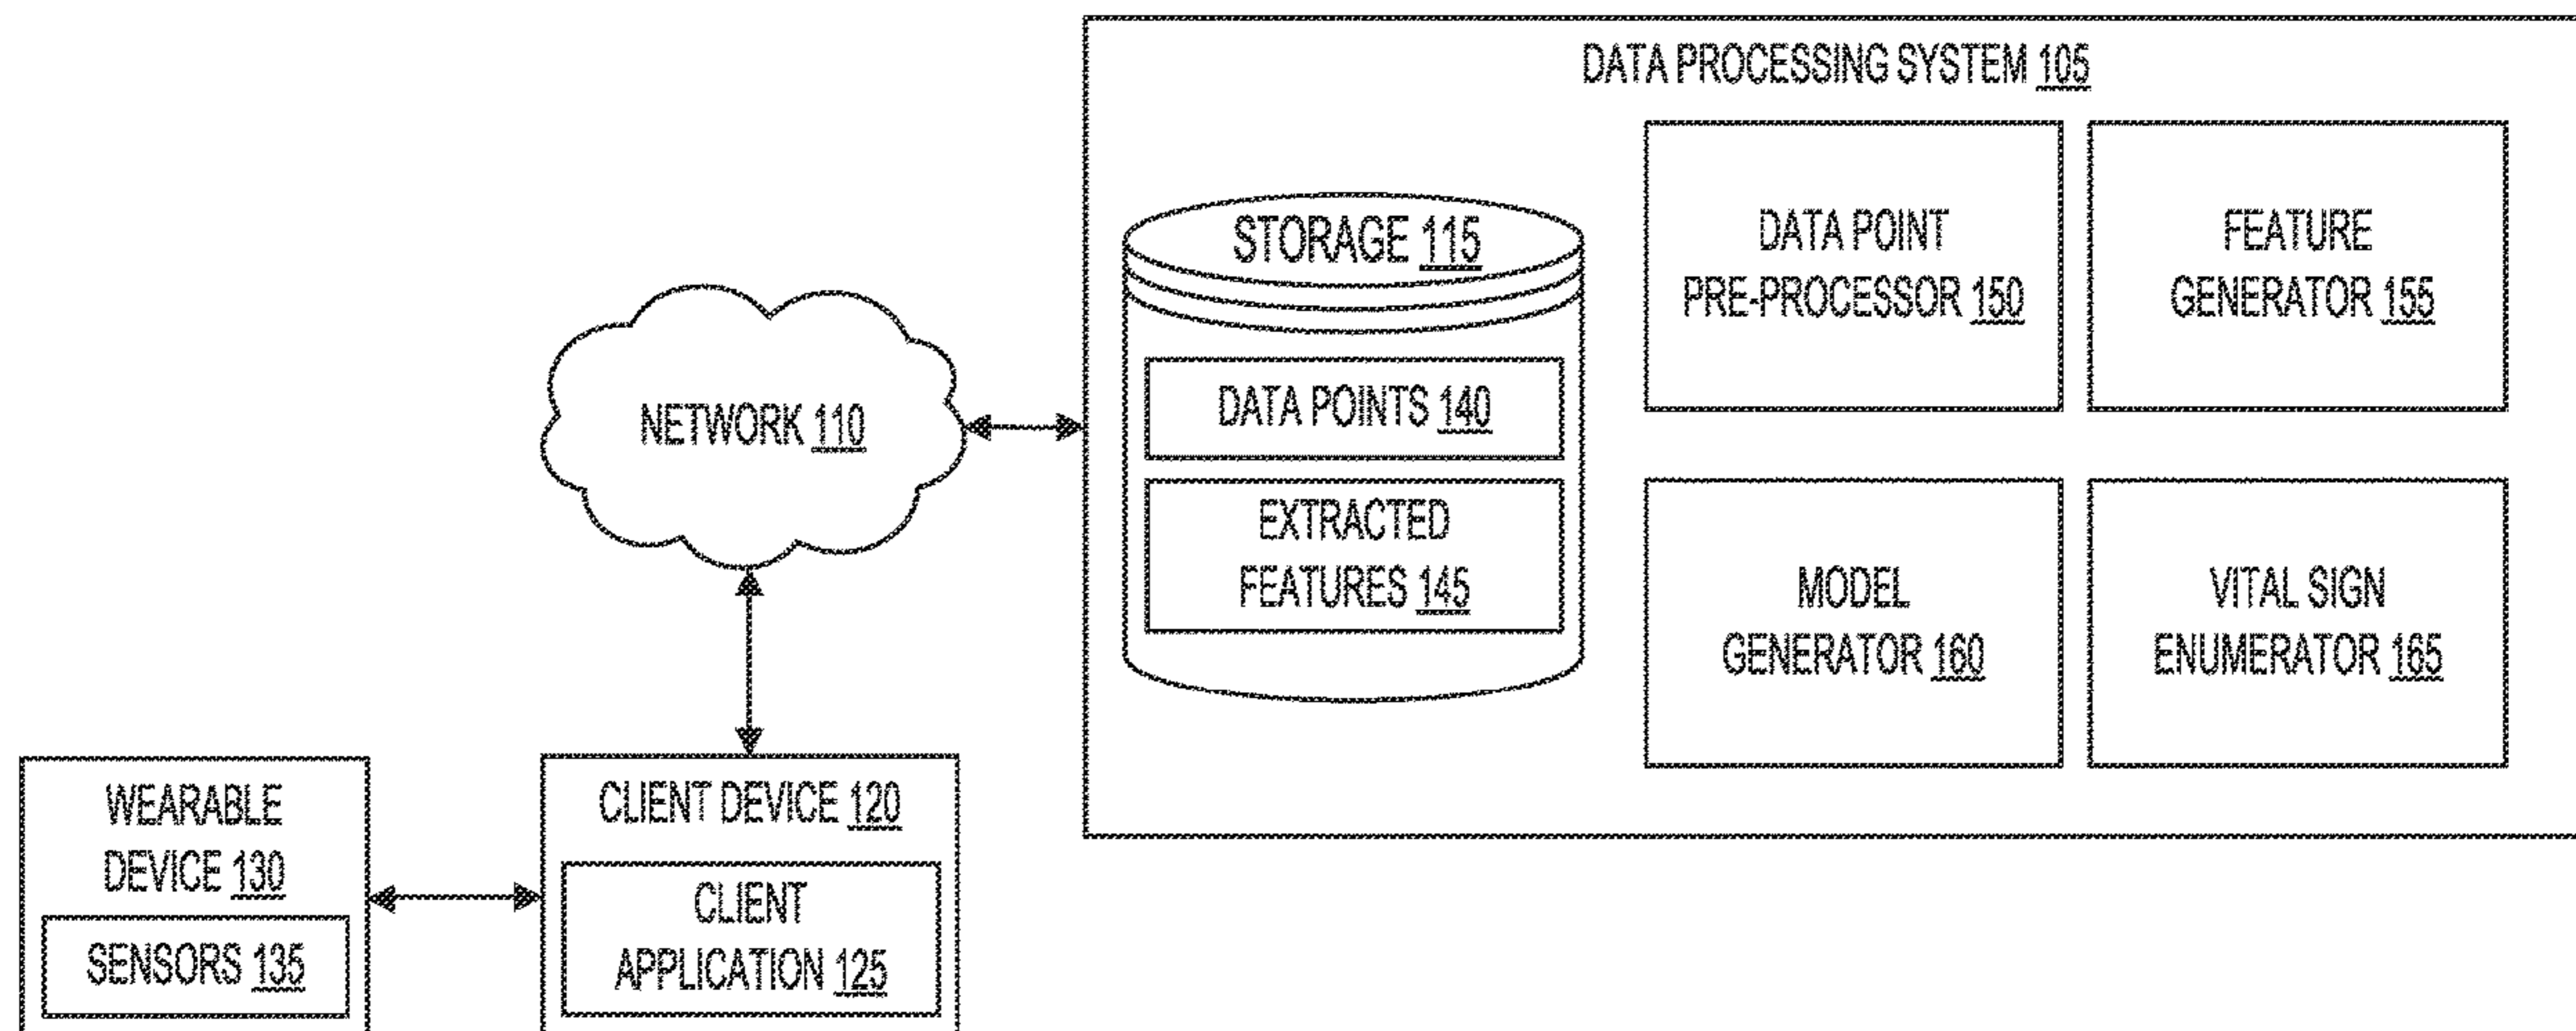 DATA PROCESSING SYSTEM 105
STORAGE 115
DATA POINTS 140
EXTRACTED
FEATURES 145
DATA POINT
PRE-PROCESSOR 150
FEATURE
GENERATOR 155
MODEL
GENERATOR 160
VITAL SIGN
ENUMERATOR 165
NETWORK 110
WEARABLE
DEVICE 130
SENSORS 135
CLIENT DEVICE 120
CLIENT
APPLICATION 125